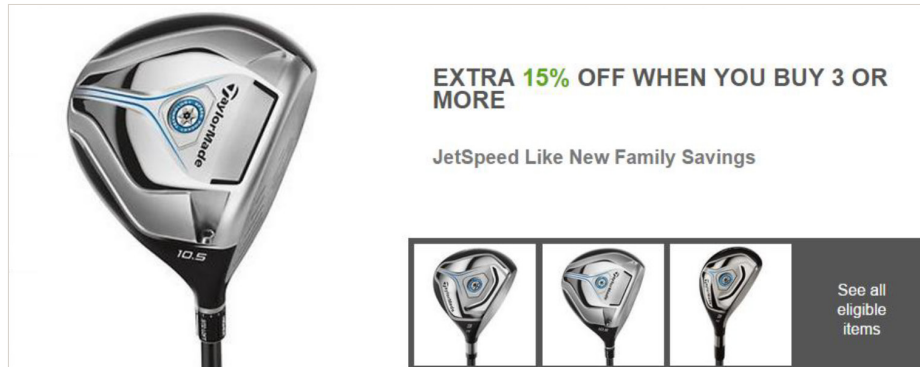 EXTRA 15% OFF WHEN YOU BUY 3 OR
MORE
JetSpeed Like New Family Savings
TaylorMade
10.5
See all
eligible
items